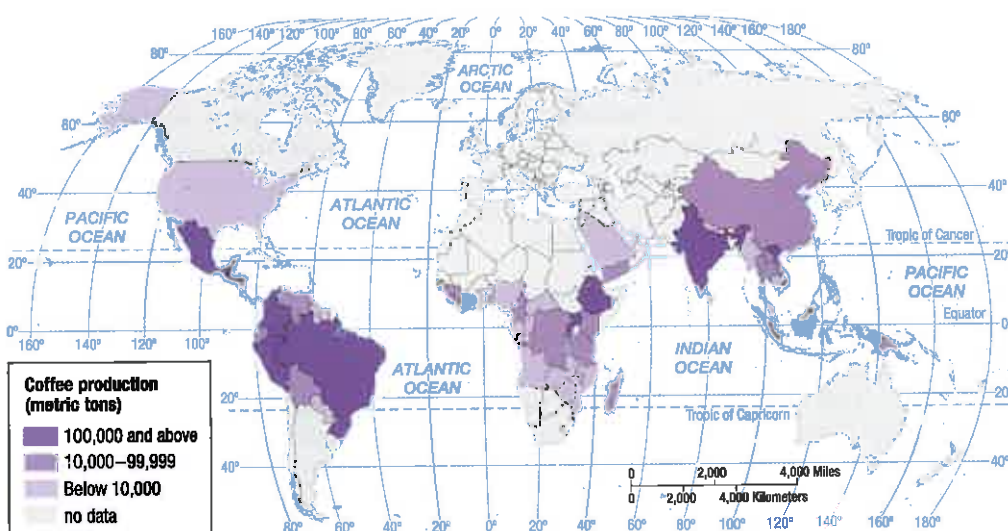 160° 140° 120° 100° 80° 60° 40° 20° 0° 20° 40° 60° 80° 100° 120° 140° 160°
80° 80°
ARCTIC
OCEAN
60° 60°
40° 40°
PACIFIC
OCEAN
ATLANTIC
OCEAN
Tropic of Cancer
20° 20°
PACIFIC
OCEAN
Equator
0° 0°
160° 140° 120° 100°
INDIAN
OCEAN
ATLANTIC
OCEAN
20° 20°
Tropic of Capricorn
40° 40°
Coffee production
(metric tons)
100,000 and above
10,000–99,999
Below 10,000
no data
0 2,000 4,000 Miles
0 2,000 4,000 Kilometers
80° 60° 40° 20° 0° 20° 40° 60° 80° 100° 120° 140° 160° 180°